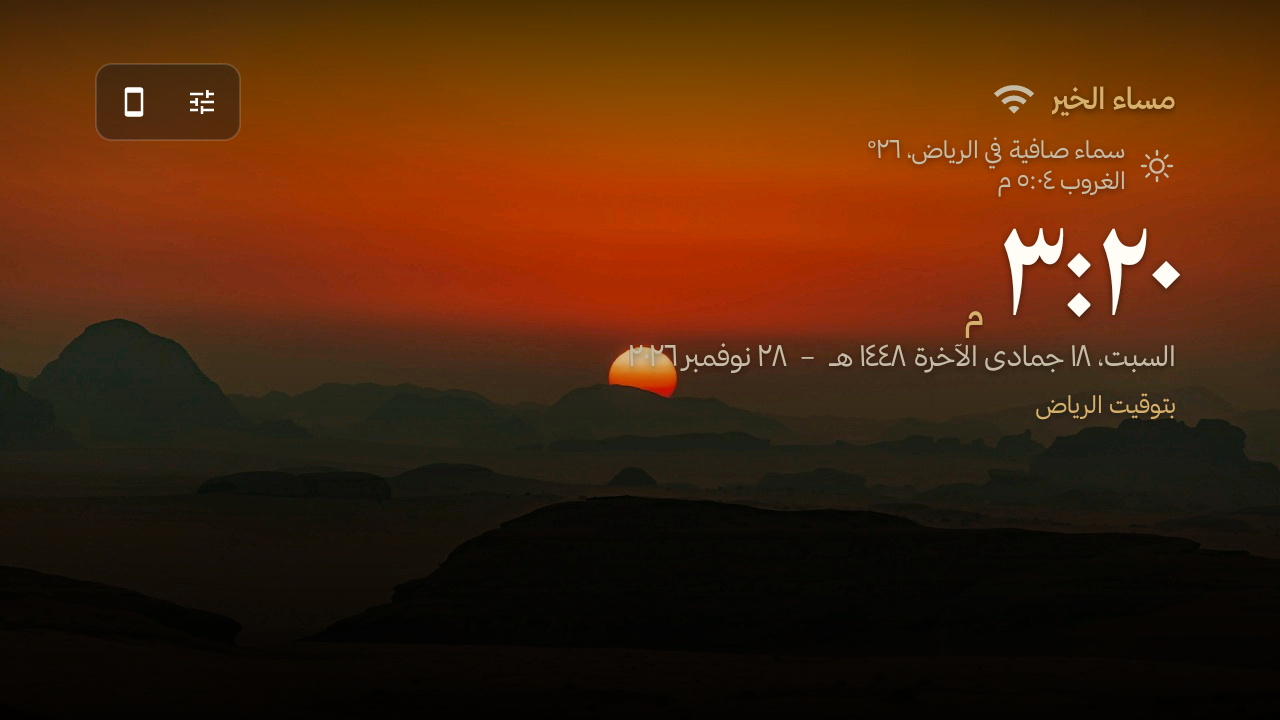 مساء الخير
سماء صافية في الرياض، ٢٦°
الغروب ٥:٠٤ م
٣:٢٠ م
السبت، ١٨ جمادى الآخرة ١٤٤٨ هـ – ٢٨ نوفمبر ٢٠٢٦
بتوقيت الرياض